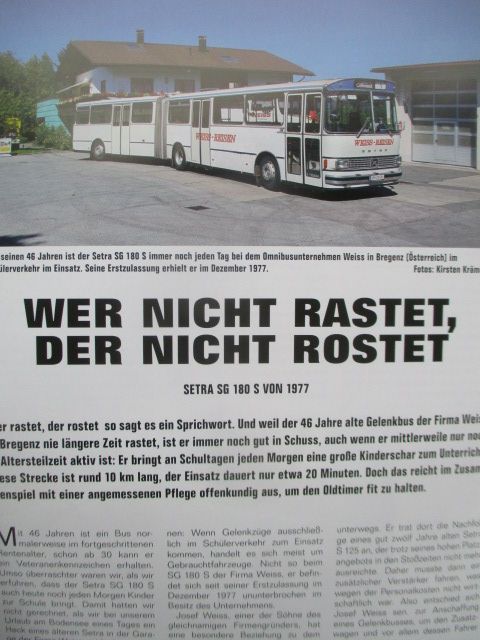 WEISS-REISEN
WEISS-REISEN
seinen 46 Jahren ist der Setra SG 180 S immer noch jeden Tag bei dem Omnibusunternehmen Weiss in Bregenz (Österreich) im
ülerverkehr im Einsatz. Seine Erstzulassung erhielt er im Dezember 1977. Fotos: Kirsten Kräm
WER NICHT RASTET,
DER NICHT ROSTET
SETRA SG 180 S VON 1977
er rastet, der rostet so sagt es ein Sprichwort. Und weil der 46 Jahre alte Gelenkbus der Firma Weis
Bregenz nie längere Zeit rastet, ist er immer noch gut in Schuss, auch wenn er mittlerweile nur noc
Altersteilzeit aktiv ist: Er bringt an Schultagen jeden Morgen eine große Kinderschar zum Unterrich
iese Strecke ist rund 10 km lang, der Einsatz dauert nur etwa 20 Minuten. Doch das reicht im Zusam
enspiel mit einer angemessenen Pflege offenkundig aus, um den Oldtimer fit zu halten.
Mit 46 Jahren ist ein Bus nor
malerweise im fortgeschrittenen
Rentenalter, schon ab 30 kann er
ein Veteranenkennzeichen erhalten.
Umso überraschter waren wir, als wir
erfuhren, dass der Setra SG 180 S
auch heute noch jeden Morgen Kinder
zur Schule bringt. Damit hatten wir
nicht gerechnet, als wir bei unserem
Urlaub am Bodensee eines Tages ein
Heck eines alten Setra in der Gara-
nen: Wenn Gelenkzüge ausschließ-
lich im Schülerverkehr zum Einsatz
kommen, handelt es sich meist um
Gebrauchtfahrzeuge. Nicht so beim
SG 180 S der Firma Weiss, er befin-
det sich seit seiner Erstzulassung im
Dezember 1977 ununterbrochen im
Besitz des Unternehmens.
Josef Weiss, einer der Söhne des
gleichnamigen Firmengründers, hat
eine besondere Beziehung zu dem
unterwegs. Er trat dort die Nachfol
ge eines gut zwölf Jahre alten Setra
S 125 an, der trotz seines hohen Platz-
angebots in den Stoßzeiten nicht mehr
ausreichte. Daher musste dann ein
zusätzlicher Verstärker fahren, was
wegen der Personalkosten nicht wirt-
schaftlich war. Also entschied sich
Josef Weiss sen. zur Anschaffung
eines Gelenkbusses, um den Zusatz-
wagen und vor allem dessen Fahrer